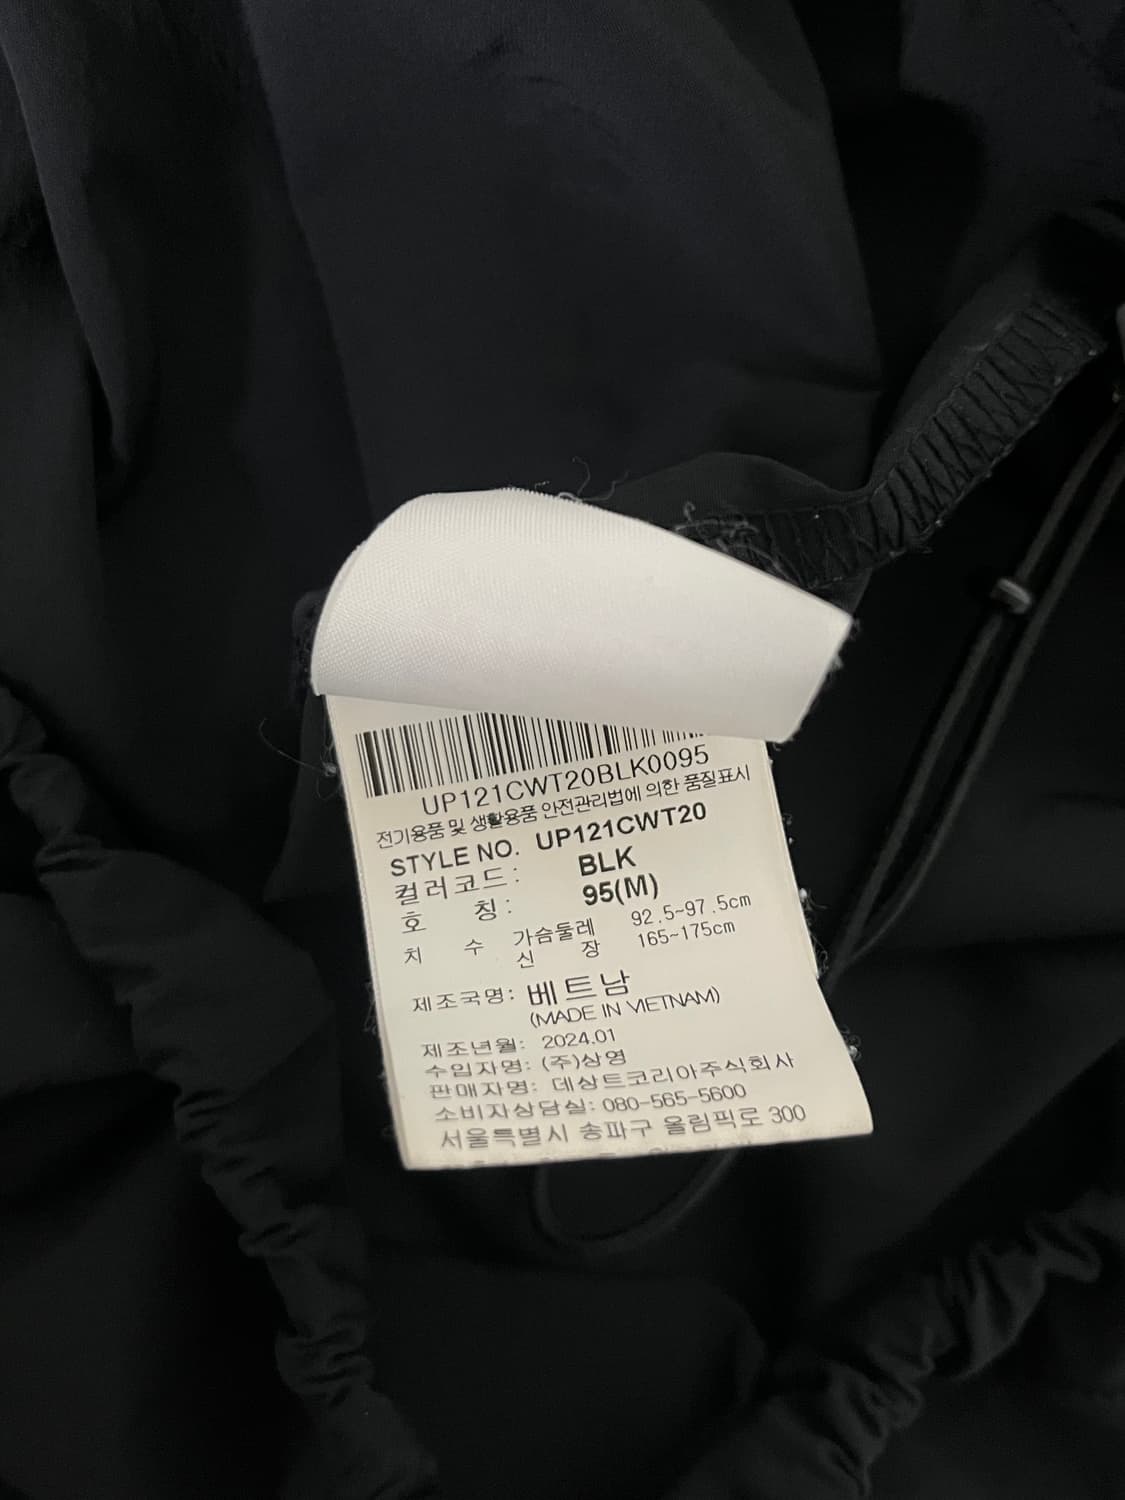 UP121CWT20BLK0095
전기용품 및 생활용품 안전관리법에 의한 품질표시
STYLE NO. UP121CWT20
컬러코드: BLK
호 칭: 95(M)
치 수 가슴둘레 92.5~97.5cm
신 장 165~175cm
제조국명: 베트남
(MADE IN VIETNAM)
제조년월: 2024.01
수입자명: (주)상영
판매자명: 데상트코리아주식회사
소비자상담실: 080-565-5600
서울특별시 송파구 올림픽로 300